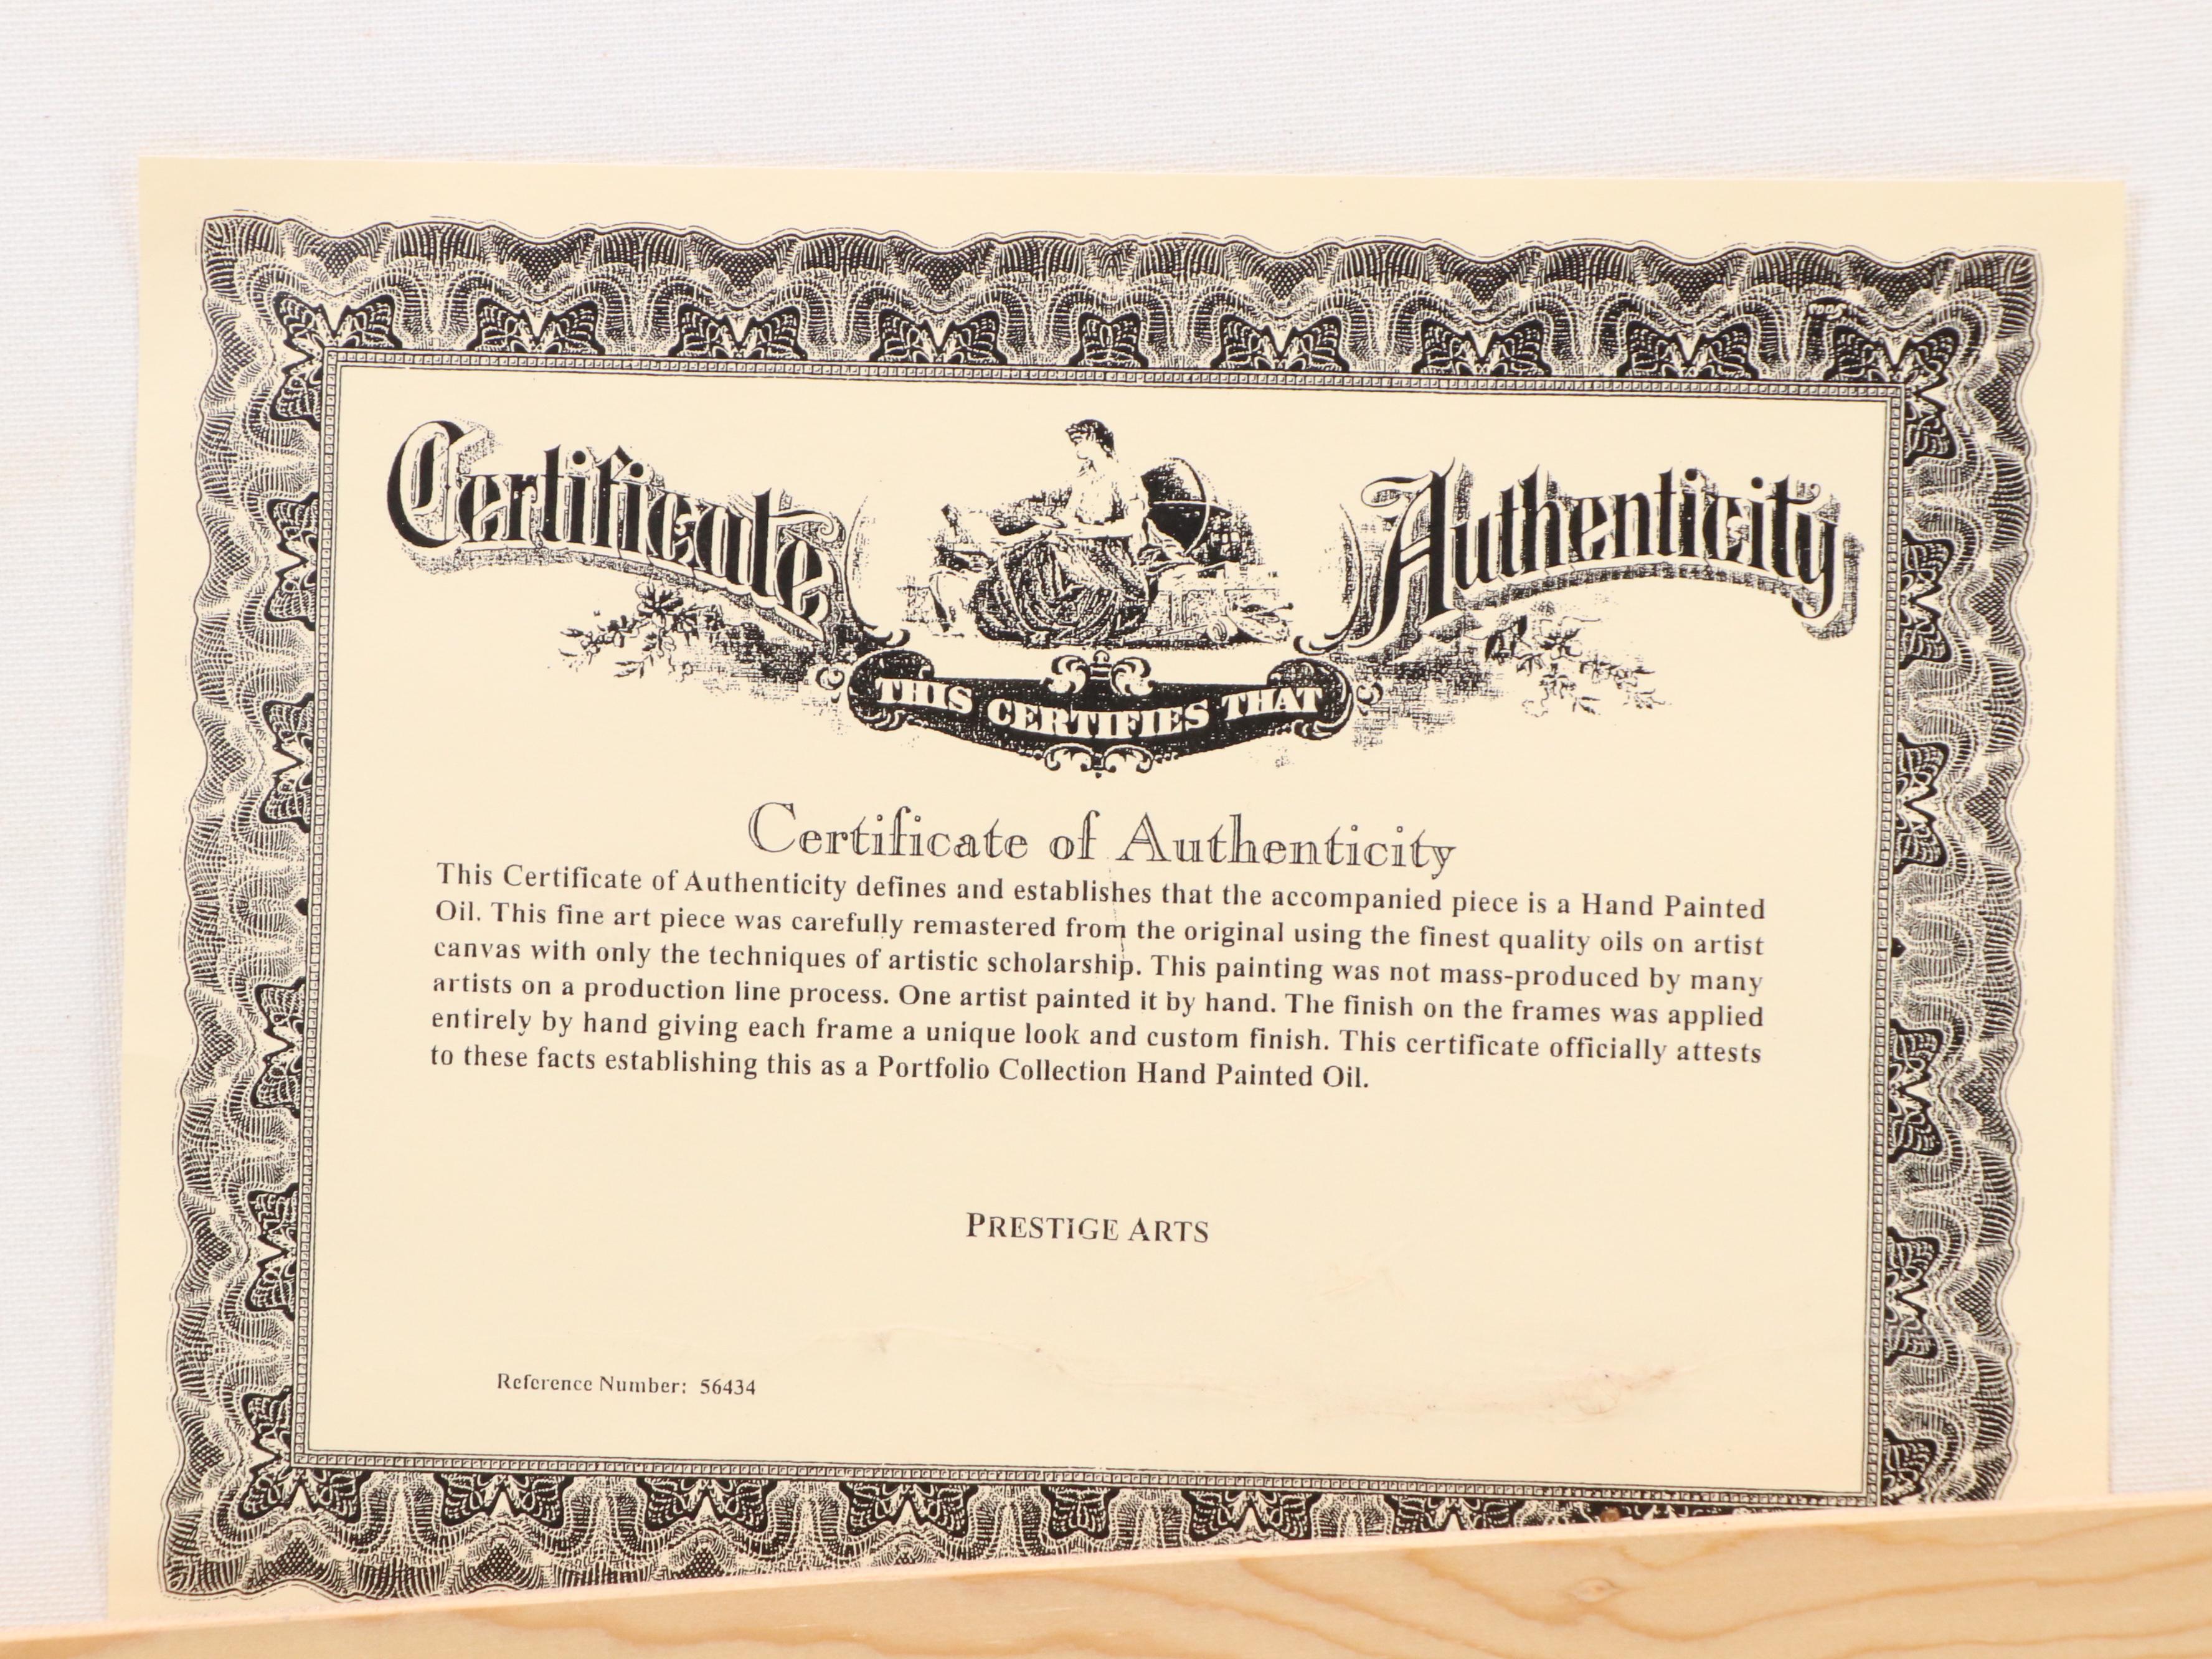 Certificate Authenticity
THIS CERTIFIES THAT
Certificate of Authenticity
This Certificate of Authenticity defines and establishes that the accompanied piece is a Hand Painted
Oil. This fine art piece was carefully remastered from the original using the finest quality oils on artist
canvas with only the techniques of artistic scholarship. This painting was not mass-produced by many
artists on a production line process. One artist painted it by hand. The finish on the frames was applied
entirely by hand giving each frame a unique look and custom finish. This certificate officially attests
to these facts establishing this as a Portfolio Collection Hand Painted Oil.
PRESTIGE ARTS
Reference Number: 56434